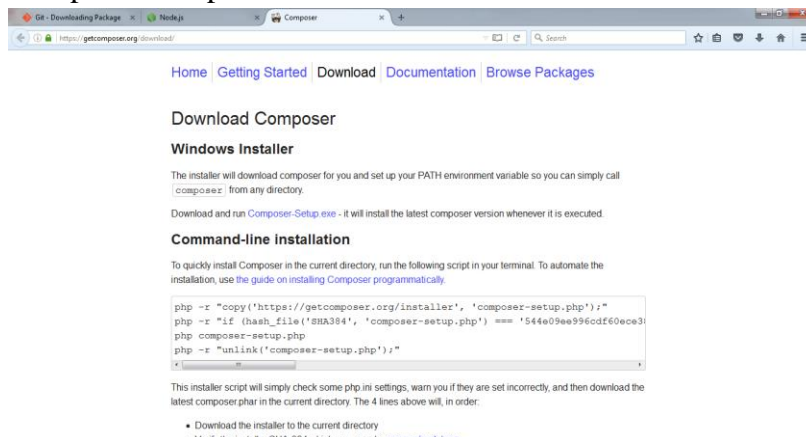 Git - Downloading Package
Node.js
Composer
https://getcomposer.org/download/
Search
Home Getting Started Download Documentation Browse Packages
Download Composer
Windows Installer
The installer will download composer for you and set up your PATH environment variable so you can simply call
composer from any directory.
Download and run Composer-Setup.exe - it will install the latest composer version whenever it is executed.
Command-line installation
To quickly install Composer in the current directory, run the following script in your terminal. To automate the
installation, use the guide on installing Composer programmatically.
php -r "copy('https://getcomposer.org/installer', 'composer-setup.php');"
php -r "if (hash_file('SHA384', 'composer-setup.php') === '544e09ee996cdf60ece3
php composer-setup.php
php -r "unlink('composer-setup.php');"
This installer script will simply check some php.ini settings, warn you if they are set incorrectly, and then download the
latest composer.phar in the current directory. The 4 lines above will, in order:
• Download the installer to the current directory